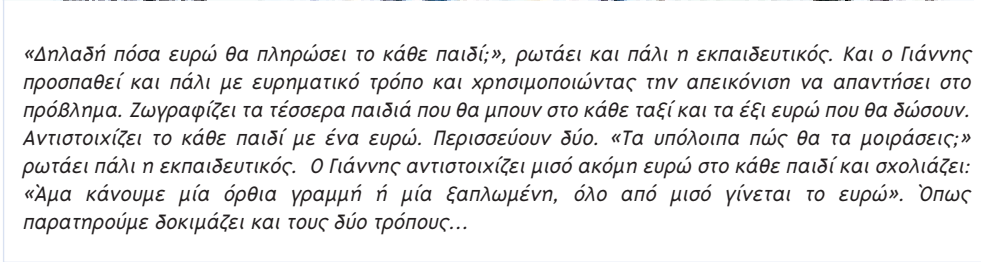 «Δηλαδή πόσα ευρώ θα πληρώσει το κάθε παιδί;», ρωτάει και πάλι η εκπαιδευτικός. Και ο Γιάννης
προσπαθεί και πάλι με ευρηματικό τρόπο και χρησιμοποιώντας την απεικόνιση να απαντήσει στο
πρόβλημα. Ζωγραφίζει τα τέσσερα παιδιά που θα μπουν στο κάθε ταξί και τα έξι ευρώ που θα δώσουν.
Αντιστοιχίζει το κάθε παιδί με ένα ευρώ. Περισσεύουν δύο. «Τα υπόλοιπα πώς θα τα μοιράσεις;»
ρωτάει πάλι η εκπαιδευτικός. Ο Γιάννης αντιστοιχίζει μισό ακόμη ευρώ στο κάθε παιδί και σχολιάζει:
«Ἀμα κάνουμε μία όρθια γραμμή ή μία ξαπλωμένη, όλο από μισό γίνεται το ευρώ». Ὀπως
παρατηρούμε δοκιμάζει και τους δύο τρόπους...